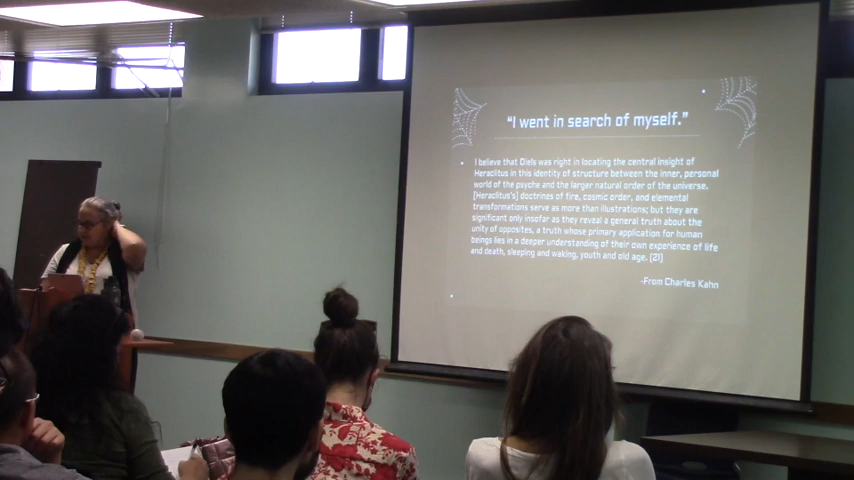 “I went in search of myself.”
I believe that Diels was right in locating the central insight of
Heraclitus in this identity of structure between the inner, personal
world of the psyche and the larger natural order of the universe.
[Heraclitus's] doctrines of fire, cosmic order, and elemental
transformations serve as more than illustrations; but they are
significant only insofar as they reveal a general truth about the
unity of opposites, a truth whose primary application for human
beings lies in a deeper understanding of their own experience of life
and death, sleeping and waking, youth and old age. (21)
-From Charles Kahn